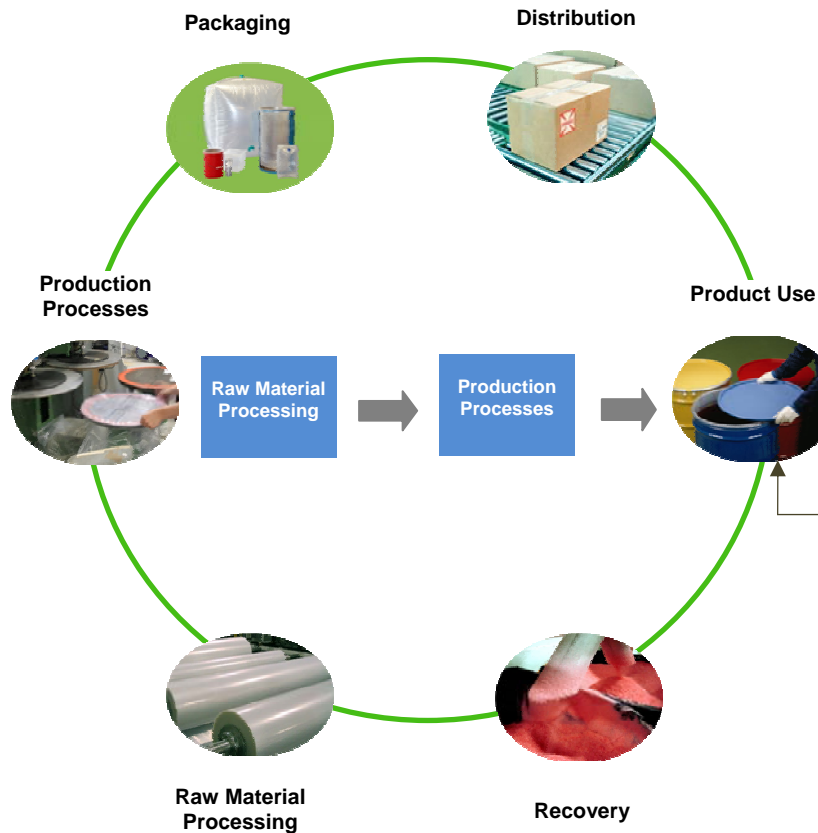 Packaging
Distribution
Production
Processes
Product Use
Raw Material
Processing
Production
Processes
Raw Material
Processing
Recovery